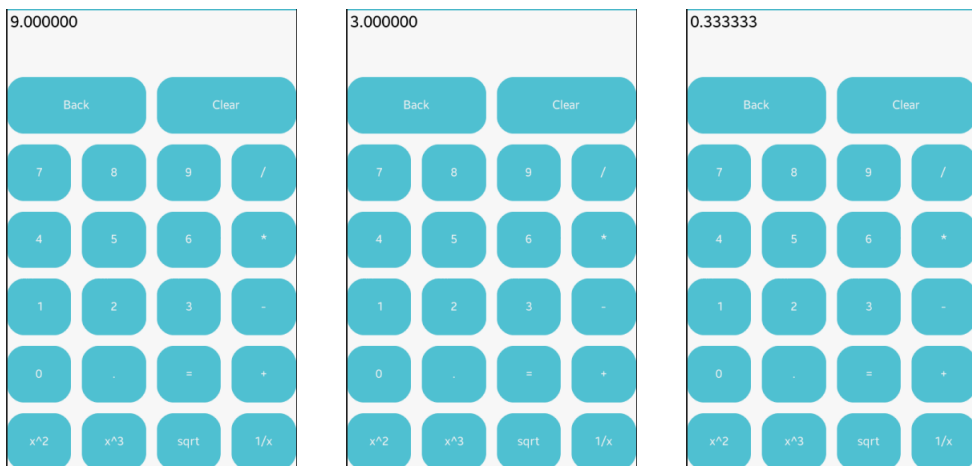 9.000000
Back Clear
7 8 9 /
4 5 6 *
1 2 3 -
0 . = +
x^2 x^3 sqrt 1/x
3.000000
Back Clear
7 8 9 /
4 5 6 *
1 2 3 -
0 . = +
x^2 x^3 sqrt 1/x
0.333333
Back Clear
7 8 9 /
4 5 6 *
1 2 3 -
0 . = +
x^2 x^3 sqrt 1/x